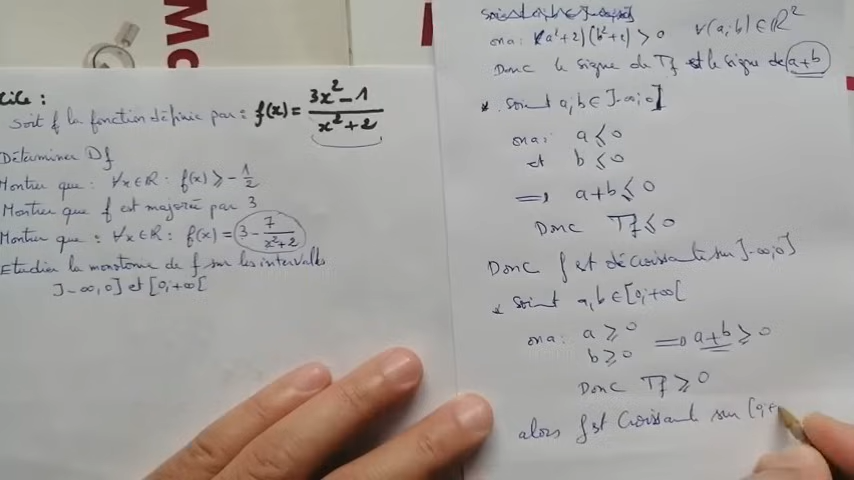 Mc
cice :
Soit f la fonction définie par : f(x) = (3x² - 1)/(x² + 2)
Déterminer Df
Montrer que : ∀x∈ℝ : f(x) ⩾ -1/2
Montrer que f est majorée par 3
Montrer que : ∀x∈ℝ : f(x) = 3 - 7/(x²+2)
Etudier la monotonie de f sur les intervalles
]-∞,0] et [0,+∞[
on a : (a²+2)(b²+2) > 0 ∀(a,b)∈ℝ²
Donc le signe de Tf est le signe de a+b
* Soient a,b ∈ ]-∞;0]
on a : a ⩽ 0
et b ⩽ 0
⟹ a+b ⩽ 0
Donc Tf ⩽ 0
Donc f est décroissante sur ]-∞;0]
* Soient a,b ∈ [0,+∞[
on a : a ⩾ 0
b ⩾ 0 ⟹ a+b ⩾ 0
Donc Tf ⩾ 0
alors f est croissante sur [0,+